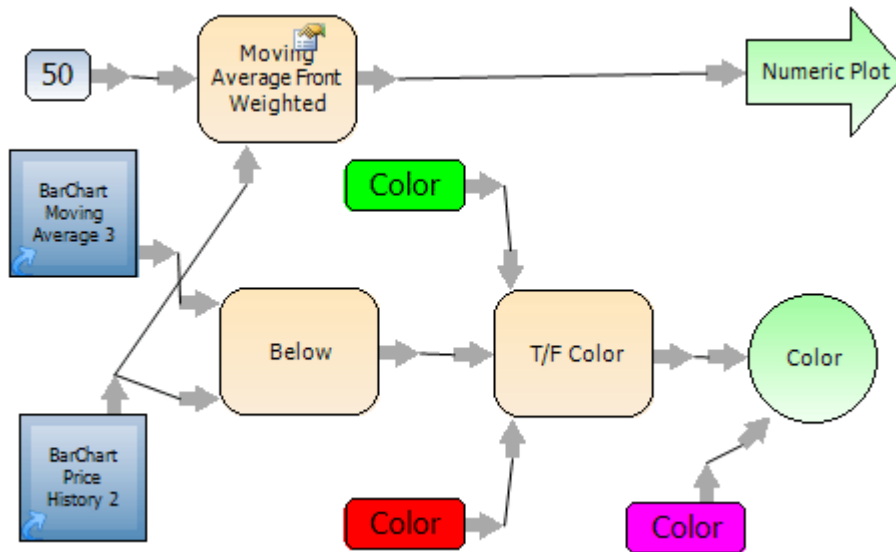 50
Moving
Average Front
Weighted
Numeric Plot
BarChart
Moving
Average 3
Color
Below
T/F Color
Color
BarChart
Price
History 2
Color
Color